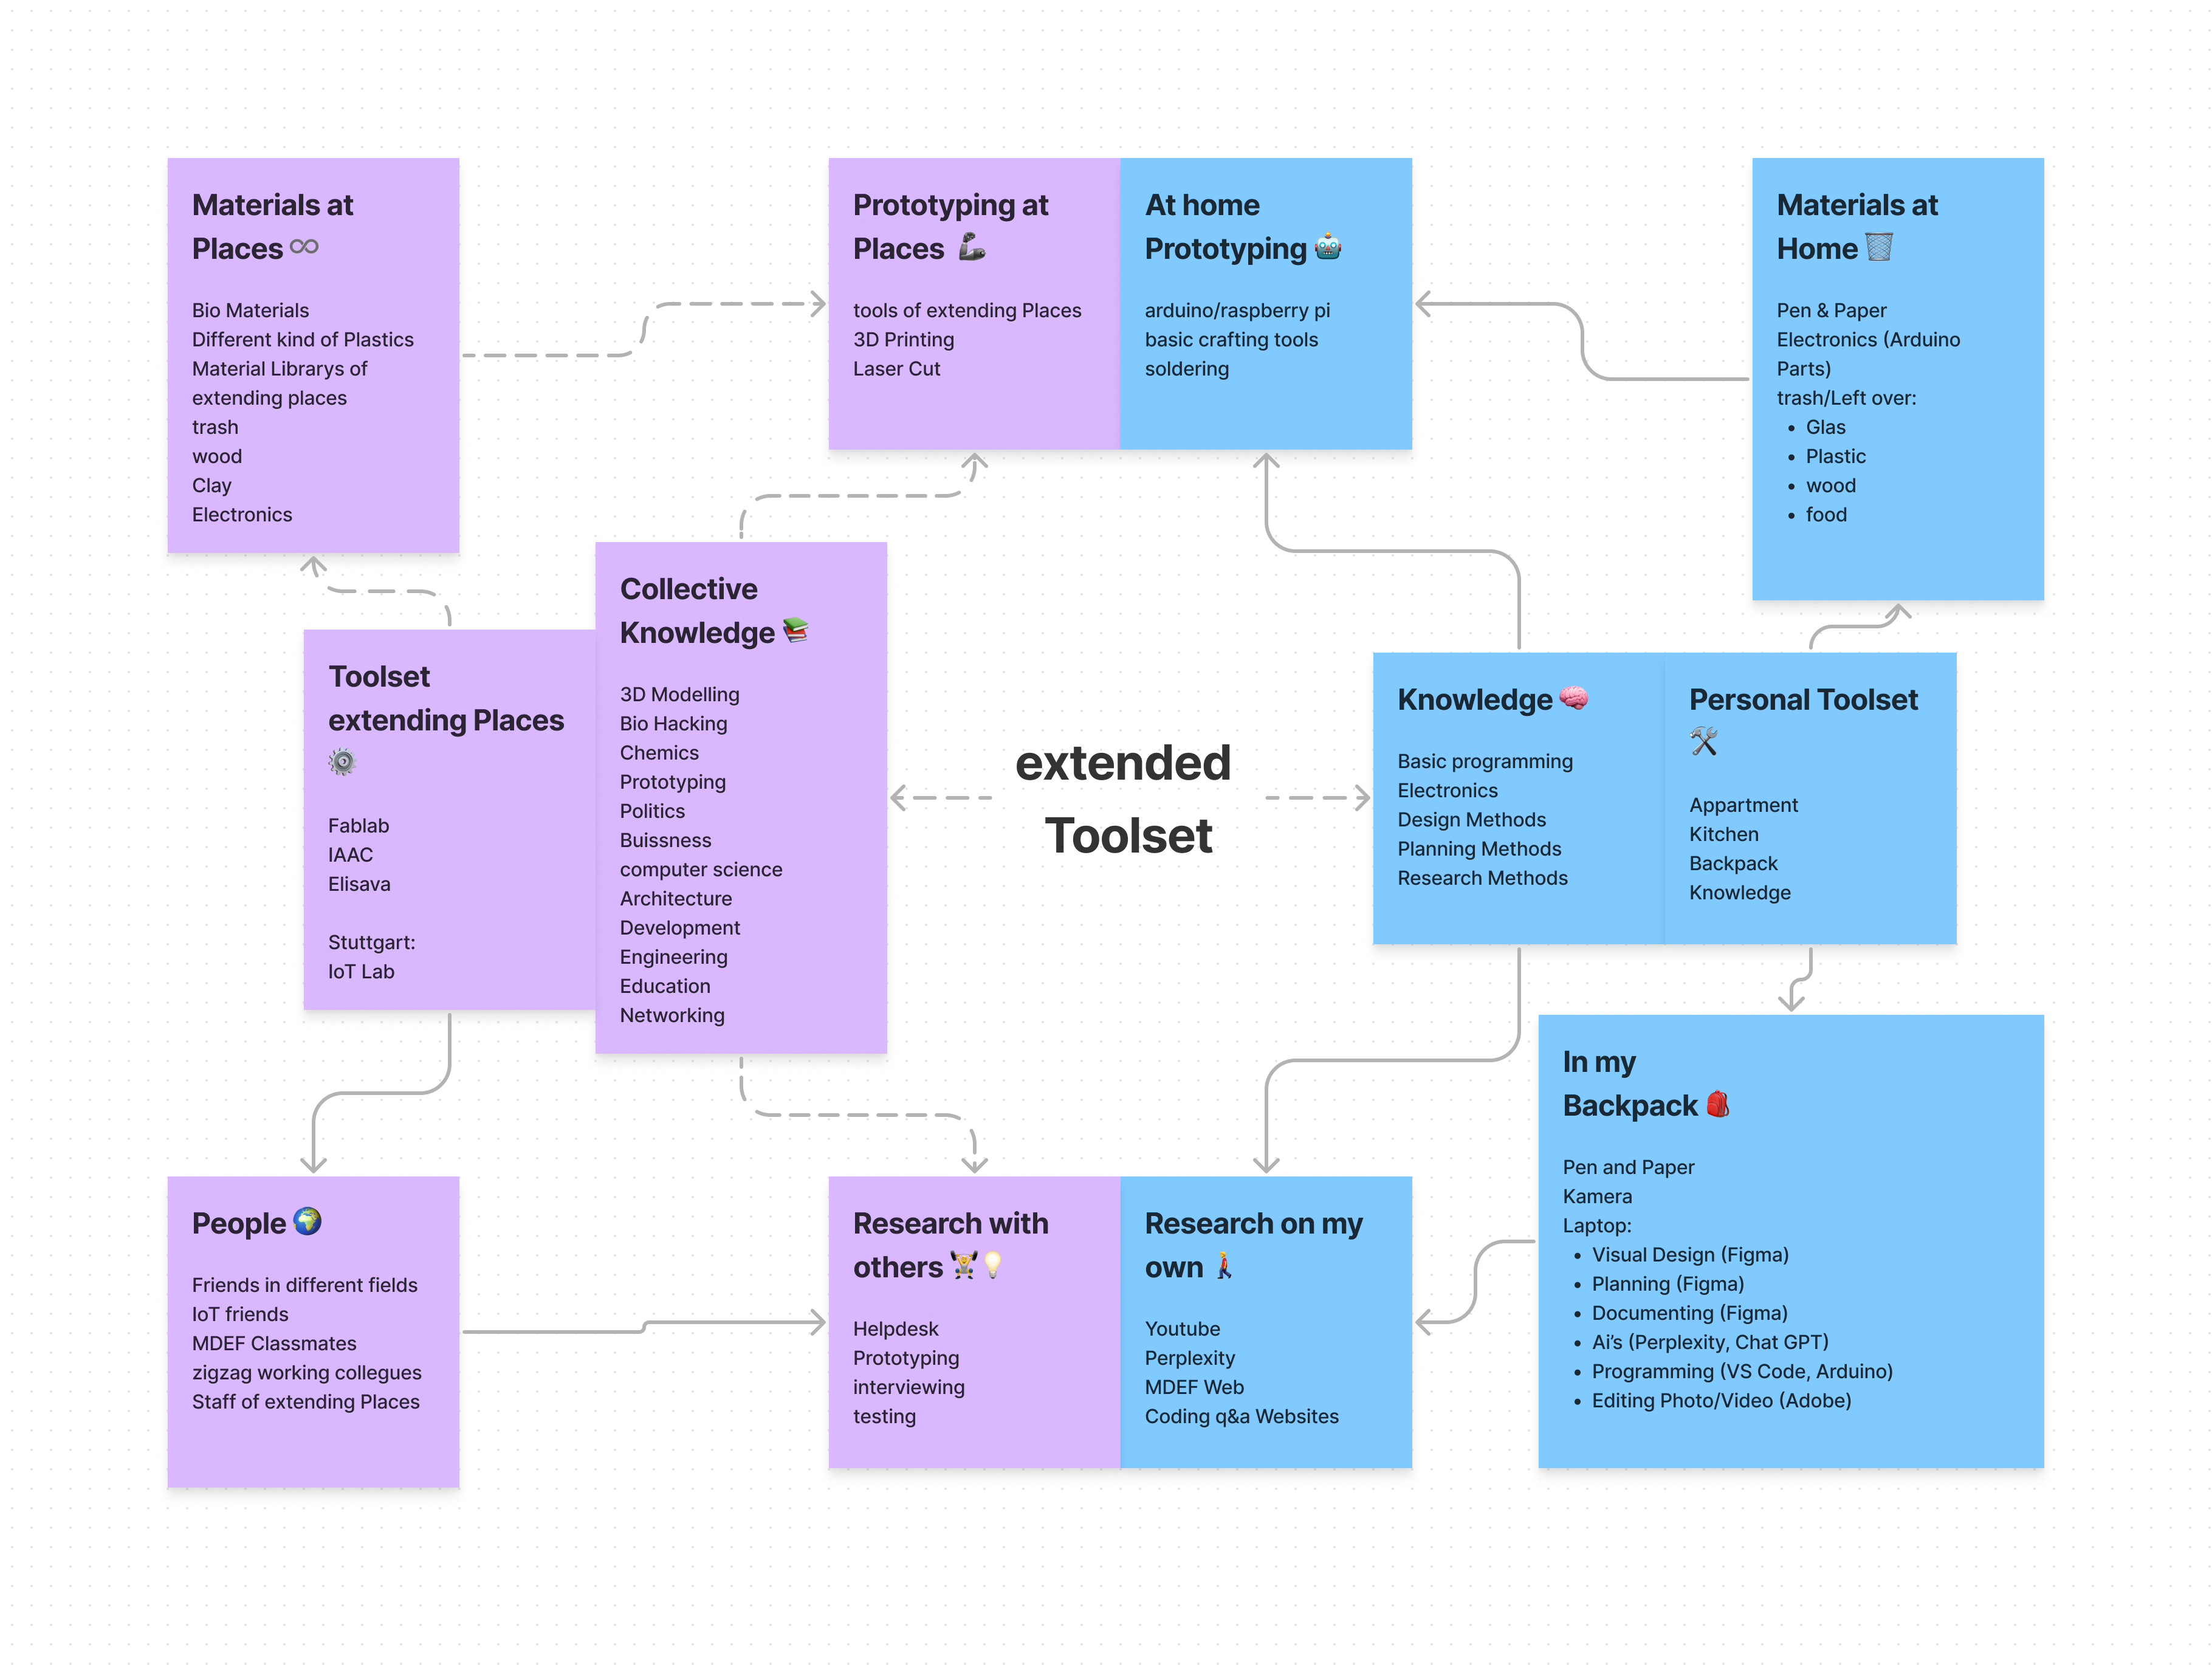 Materials at
Places ♾
Bio Materials
Different kind of Plastics
Material Librarys of
extending places
trash
wood
Clay
Electronics
Prototyping at
Places 🦾
tools of extending Places
3D Printing
Laser Cut
At home
Prototyping 🤖
arduino/raspberry pi
basic crafting tools
soldering
Materials at
Home 🗑️
Pen & Paper
Electronics (Arduino
Parts)
trash/Left over:
• Glas
• Plastic
• wood
• food
Toolset
extending Places
⚙️
Fablab
IAAC
Elisava
Stuttgart:
IoT Lab
Collective
Knowledge 📚
3D Modelling
Bio Hacking
Chemics
Prototyping
Politics
Buissness
computer science
Architecture
Development
Engineering
Education
Networking
extended
Toolset
Knowledge 🧠
Basic programming
Electronics
Design Methods
Planning Methods
Research Methods
Personal Toolset
🛠️
Appartment
Kitchen
Backpack
Knowledge
People 🌍
Friends in different fields
IoT friends
MDEF Classmates
zigzag working collegues
Staff of extending Places
Research with
others 🏋️💡
Helpdesk
Prototyping
interviewing
testing
Research on my
own 🚶
Youtube
Perplexity
MDEF Web
Coding q&a Websites
In my
Backpack 🎒
Pen and Paper
Kamera
Laptop:
• Visual Design (Figma)
• Planning (Figma)
• Documenting (Figma)
• Ai’s (Perplexity, Chat GPT)
• Programming (VS Code, Arduino)
• Editing Photo/Video (Adobe)